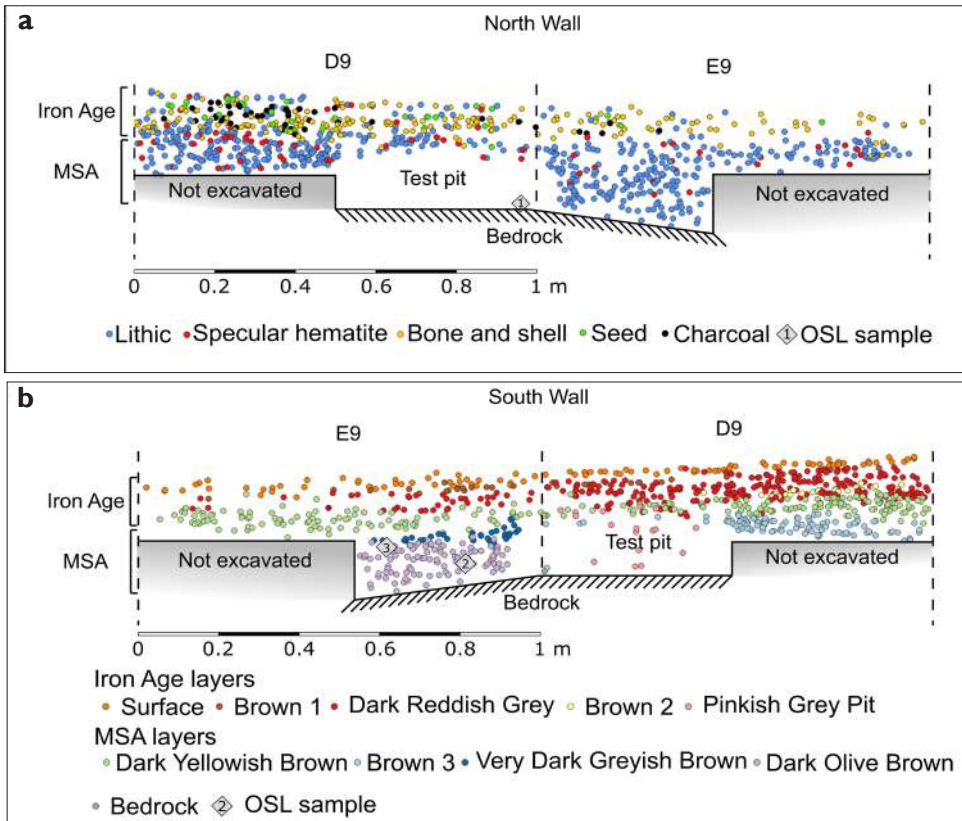 a
North Wall
D9
E9
Iron Age
MSA
Not excavated
Test pit
1
Not excavated
Bedrock
0 0.2 0.4 0.6 0.8 1 m
Lithic Specular hematite Bone and shell Seed Charcoal 1 OSL sample
b
South Wall
E9
D9
Iron Age
MSA
3
2
Not excavated
Test pit
Not excavated
Bedrock
0 0.2 0.4 0.6 0.8 1 m
Iron Age layers
Surface Brown 1 Dark Reddish Grey Brown 2 Pinkish Grey Pit
MSA layers
Dark Yellowish Brown Brown 3 Very Dark Greyish Brown Dark Olive Brown
Bedrock 2 OSL sample